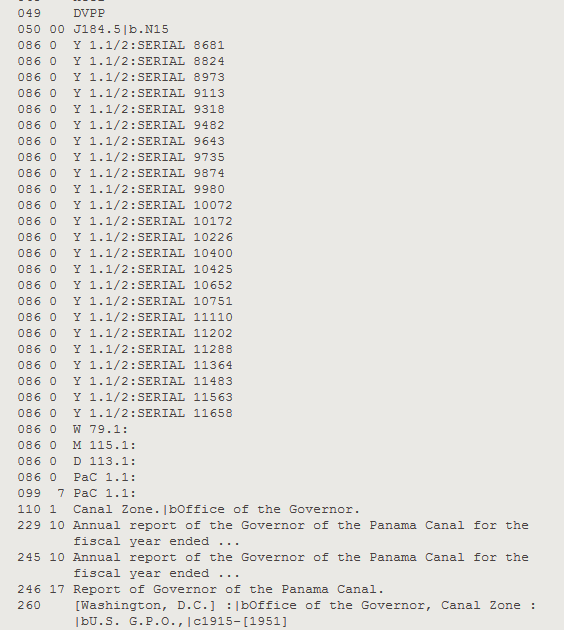 049 DVPP
050 00 J184.5|b.N15
086 0 Y 1.1/2:SERIAL 8681
086 0 Y 1.1/2:SERIAL 8824
086 0 Y 1.1/2:SERIAL 8973
086 0 Y 1.1/2:SERIAL 9113
086 0 Y 1.1/2:SERIAL 9318
086 0 Y 1.1/2:SERIAL 9482
086 0 Y 1.1/2:SERIAL 9643
086 0 Y 1.1/2:SERIAL 9735
086 0 Y 1.1/2:SERIAL 9874
086 0 Y 1.1/2:SERIAL 9980
086 0 Y 1.1/2:SERIAL 10072
086 0 Y 1.1/2:SERIAL 10172
086 0 Y 1.1/2:SERIAL 10226
086 0 Y 1.1/2:SERIAL 10400
086 0 Y 1.1/2:SERIAL 10425
086 0 Y 1.1/2:SERIAL 10652
086 0 Y 1.1/2:SERIAL 10751
086 0 Y 1.1/2:SERIAL 11110
086 0 Y 1.1/2:SERIAL 11202
086 0 Y 1.1/2:SERIAL 11288
086 0 Y 1.1/2:SERIAL 11364
086 0 Y 1.1/2:SERIAL 11483
086 0 Y 1.1/2:SERIAL 11563
086 0 Y 1.1/2:SERIAL 11658
086 0 W 79.1:
086 0 M 115.1:
086 0 D 113.1:
086 0 PaC 1.1:
099 7 PaC 1.1:
110 1 Canal Zone.|bOffice of the Governor.
229 10 Annual report of the Governor of the Panama Canal for the
fiscal year ended ...
245 10 Annual report of the Governor of the Panama Canal for the
fiscal year ended ...
246 17 Report of Governor of the Panama Canal.
260 [Washington, D.C.] :|bOffice of the Governor, Canal Zone :
|bU.S. G.P.O.,|c1915-[1951]